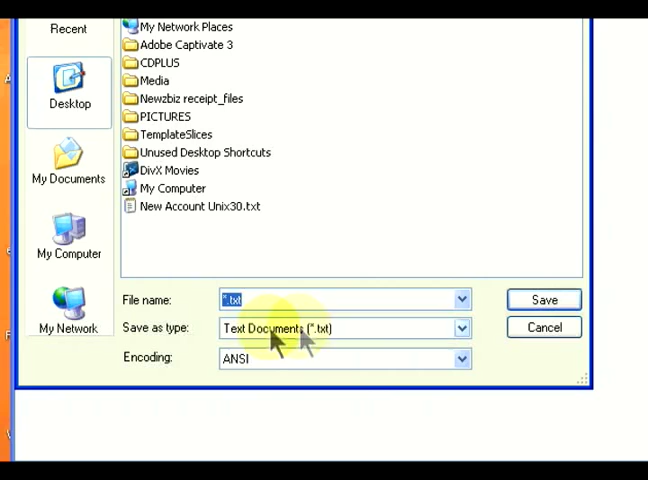 Recent
Desktop
My Documents
My Computer
My Network
My Network Places
Adobe Captivate 3
CDPLUS
Media
Newzbiz receipt_files
PICTURES
TemplateSlices
Unused Desktop Shortcuts
DivX Movies
My Computer
New Account Unix30.txt
File name:
*.txt
Save
Save as type:
Text Documents (*.txt)
Cancel
Encoding:
ANSI